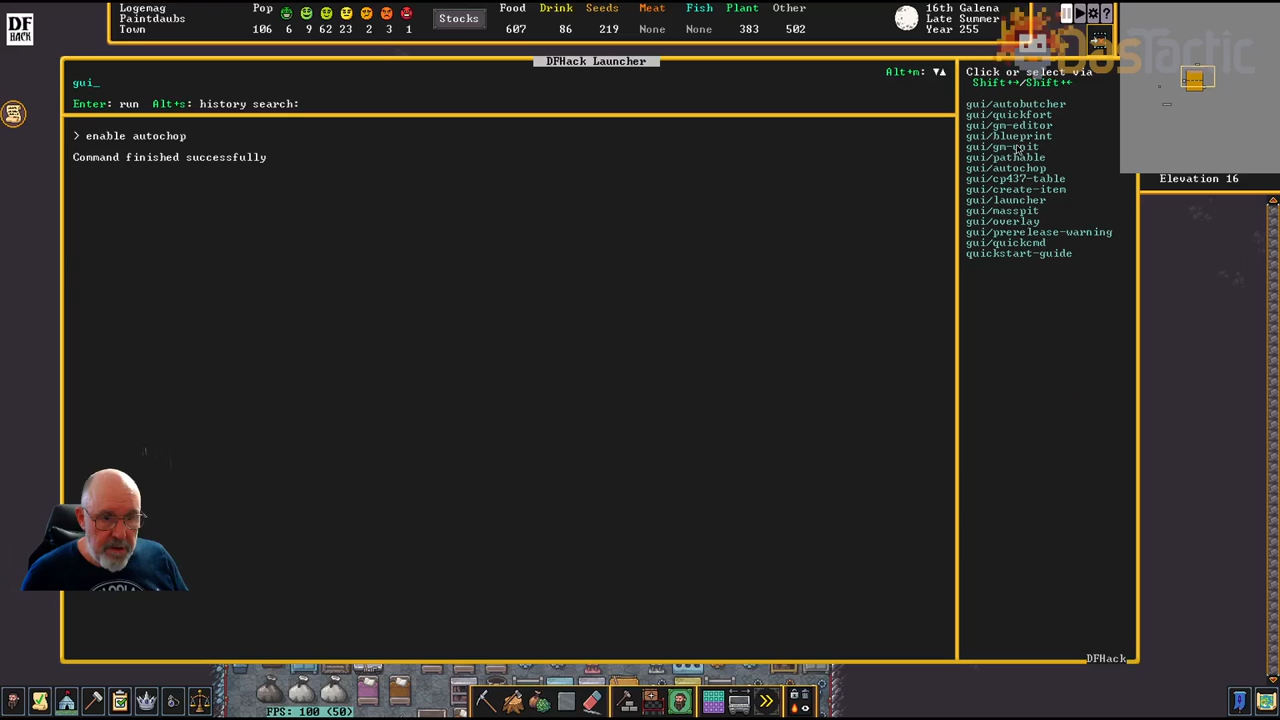 DF
HACK
Logemag
Paintdaubs
Town
Pop
106 6 9 62 23 2 3 1
Stocks
Food Drink Seeds Meat Fish Plant Other
607 86 219 None None 383 502
16th Galena
Late Summer
Year 255
?
DasTactic
DFHack Launcher
gui_
Alt+m:
Enter: run Alt+s: history search:
> enable autochop
Command finished successfully
Click or select via
Shift+→/Shift+←
gui/autobutcher
gui/quickfort
gui/gm-editor
gui/blueprint
gui/gm-unit
gui/pathable
gui/autochop
gui/cp437-table
gui/create-item
gui/launcher
gui/masspit
gui/overlay
gui/prerelease-warning
gui/quickcmd
quickstart-guide
Elevation 16
DFHack
FPS: 100 (50)